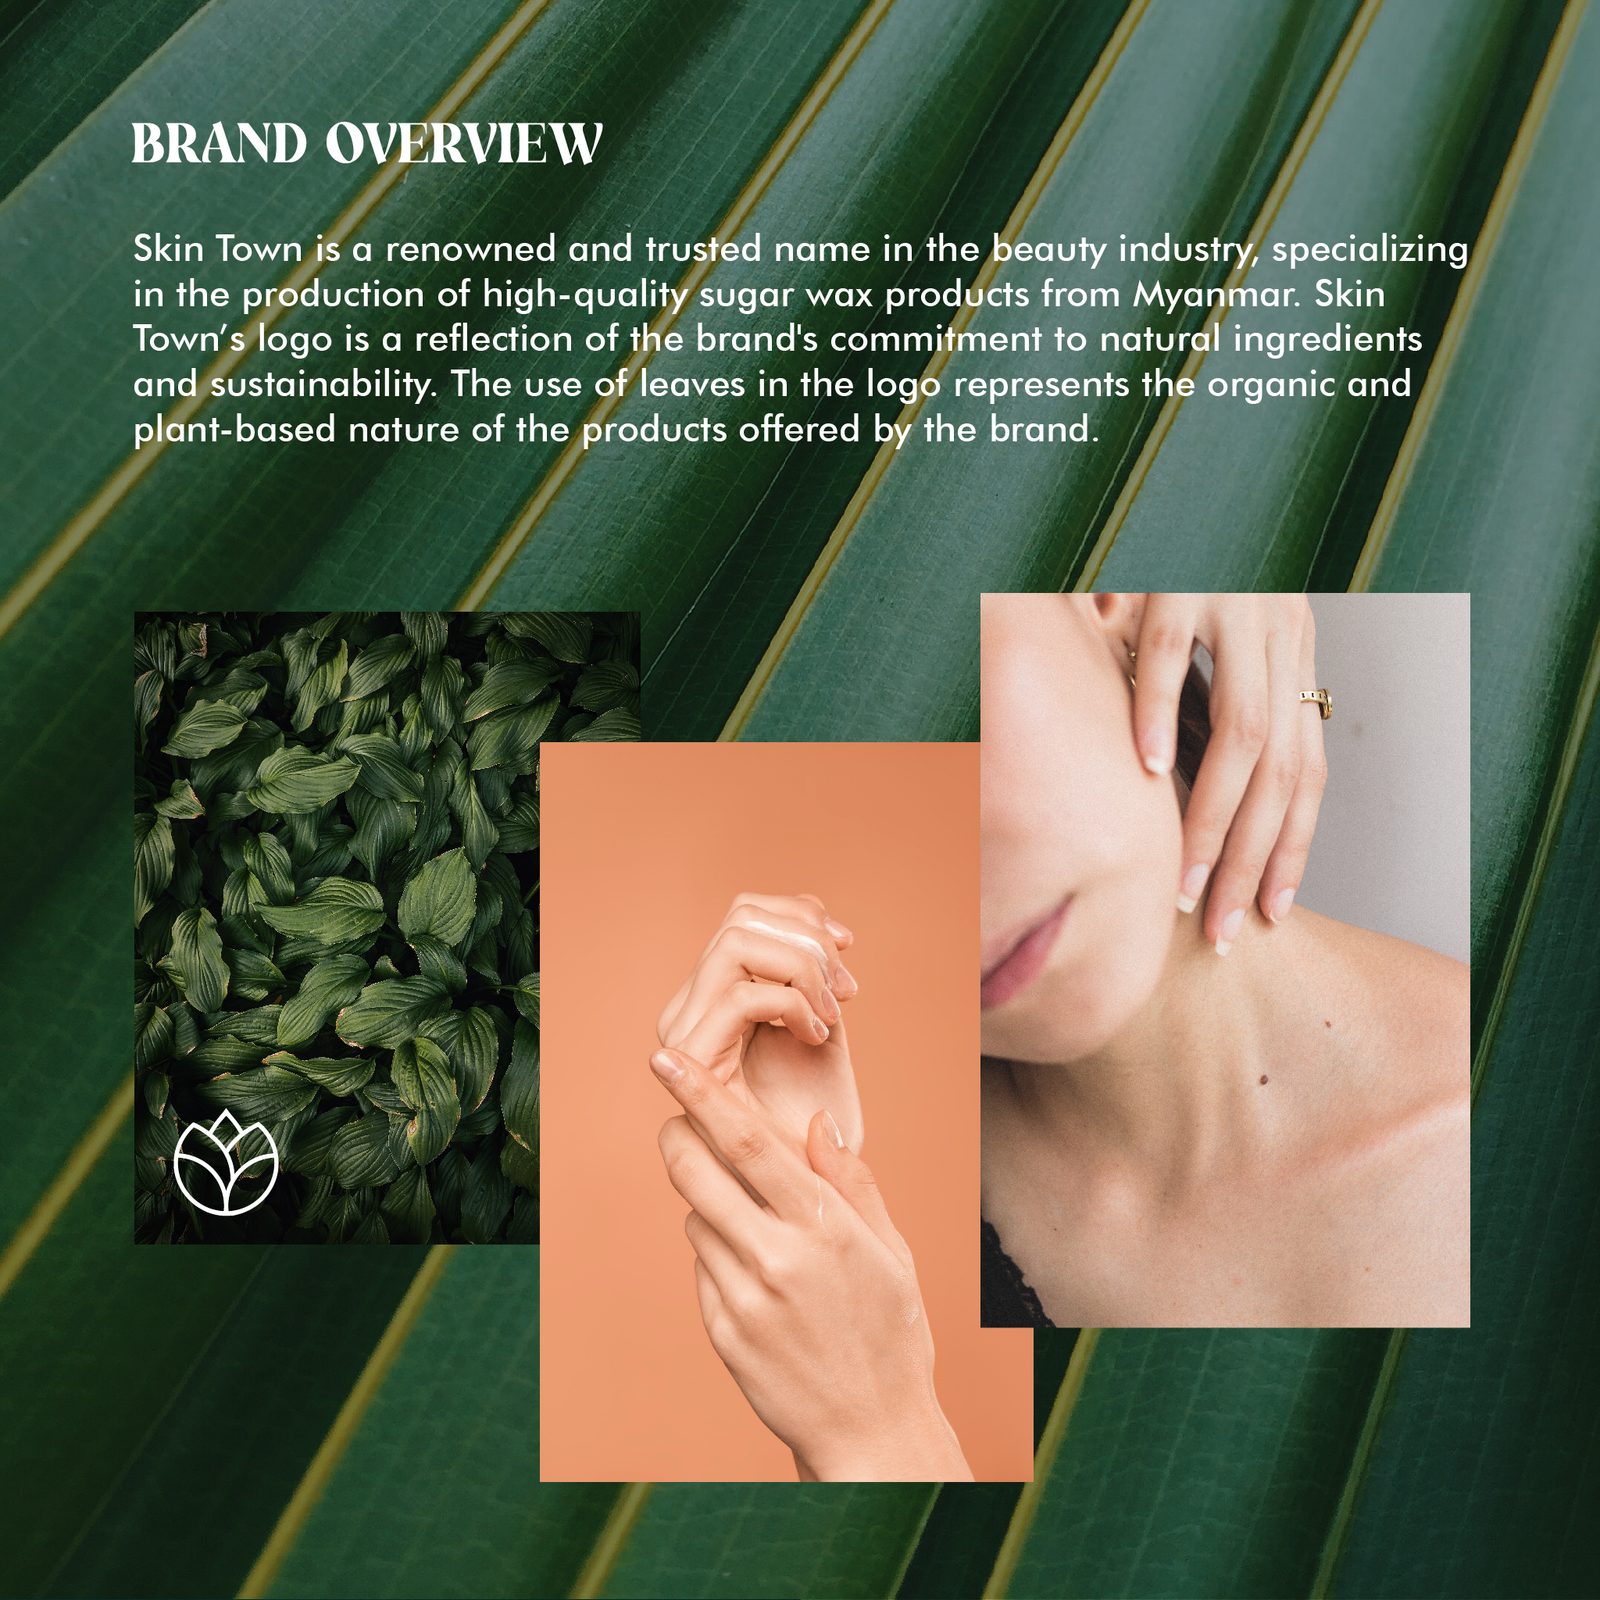 BRAND OVERVIEW
Skin Town is a renowned and trusted name in the beauty industry, specializing
in the production of high-quality sugar wax products from Myanmar. Skin
Town’s logo is a reflection of the brand's commitment to natural ingredients
and sustainability. The use of leaves in the logo represents the organic and
plant-based nature of the products offered by the brand.